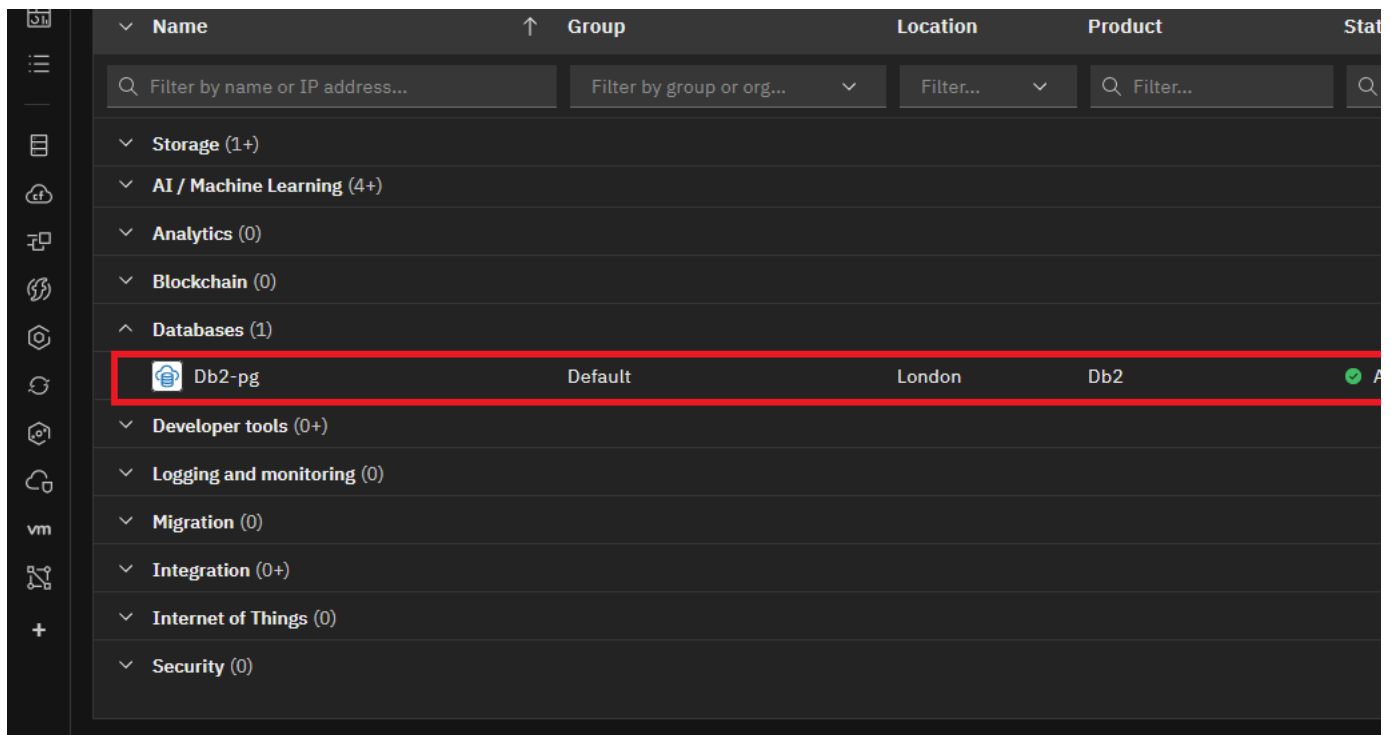 Name Group Location Product Stat
Filter by name or IP address... Filter by group or org... Filter... Filter...
Storage (1+)
AI / Machine Learning (4+)
Analytics (0)
Blockchain (0)
Databases (1)
Db2-pg Default London Db2 A
Developer tools (0+)
Logging and monitoring (0)
Migration (0)
Integration (0+)
Internet of Things (0)
Security (0)
cf
vm